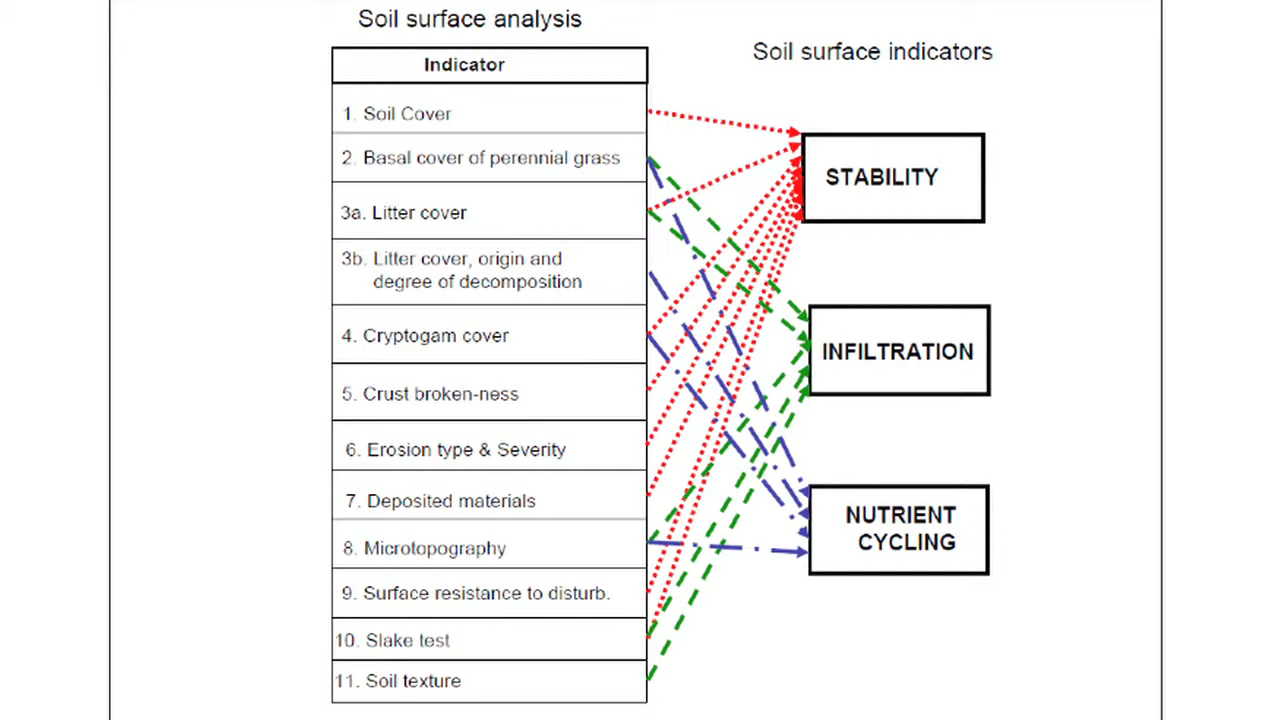 Soil surface analysis
Soil surface indicators
Indicator
1. Soil Cover
2. Basal cover of perennial grass
3a. Litter cover
3b. Litter cover, origin and
degree of decomposition
4. Cryptogam cover
5. Crust broken-ness
6. Erosion type & Severity
7. Deposited materials
8. Microtopography
9. Surface resistance to disturb.
10. Slake test
11. Soil texture
STABILITY
INFILTRATION
NUTRIENT
CYCLING